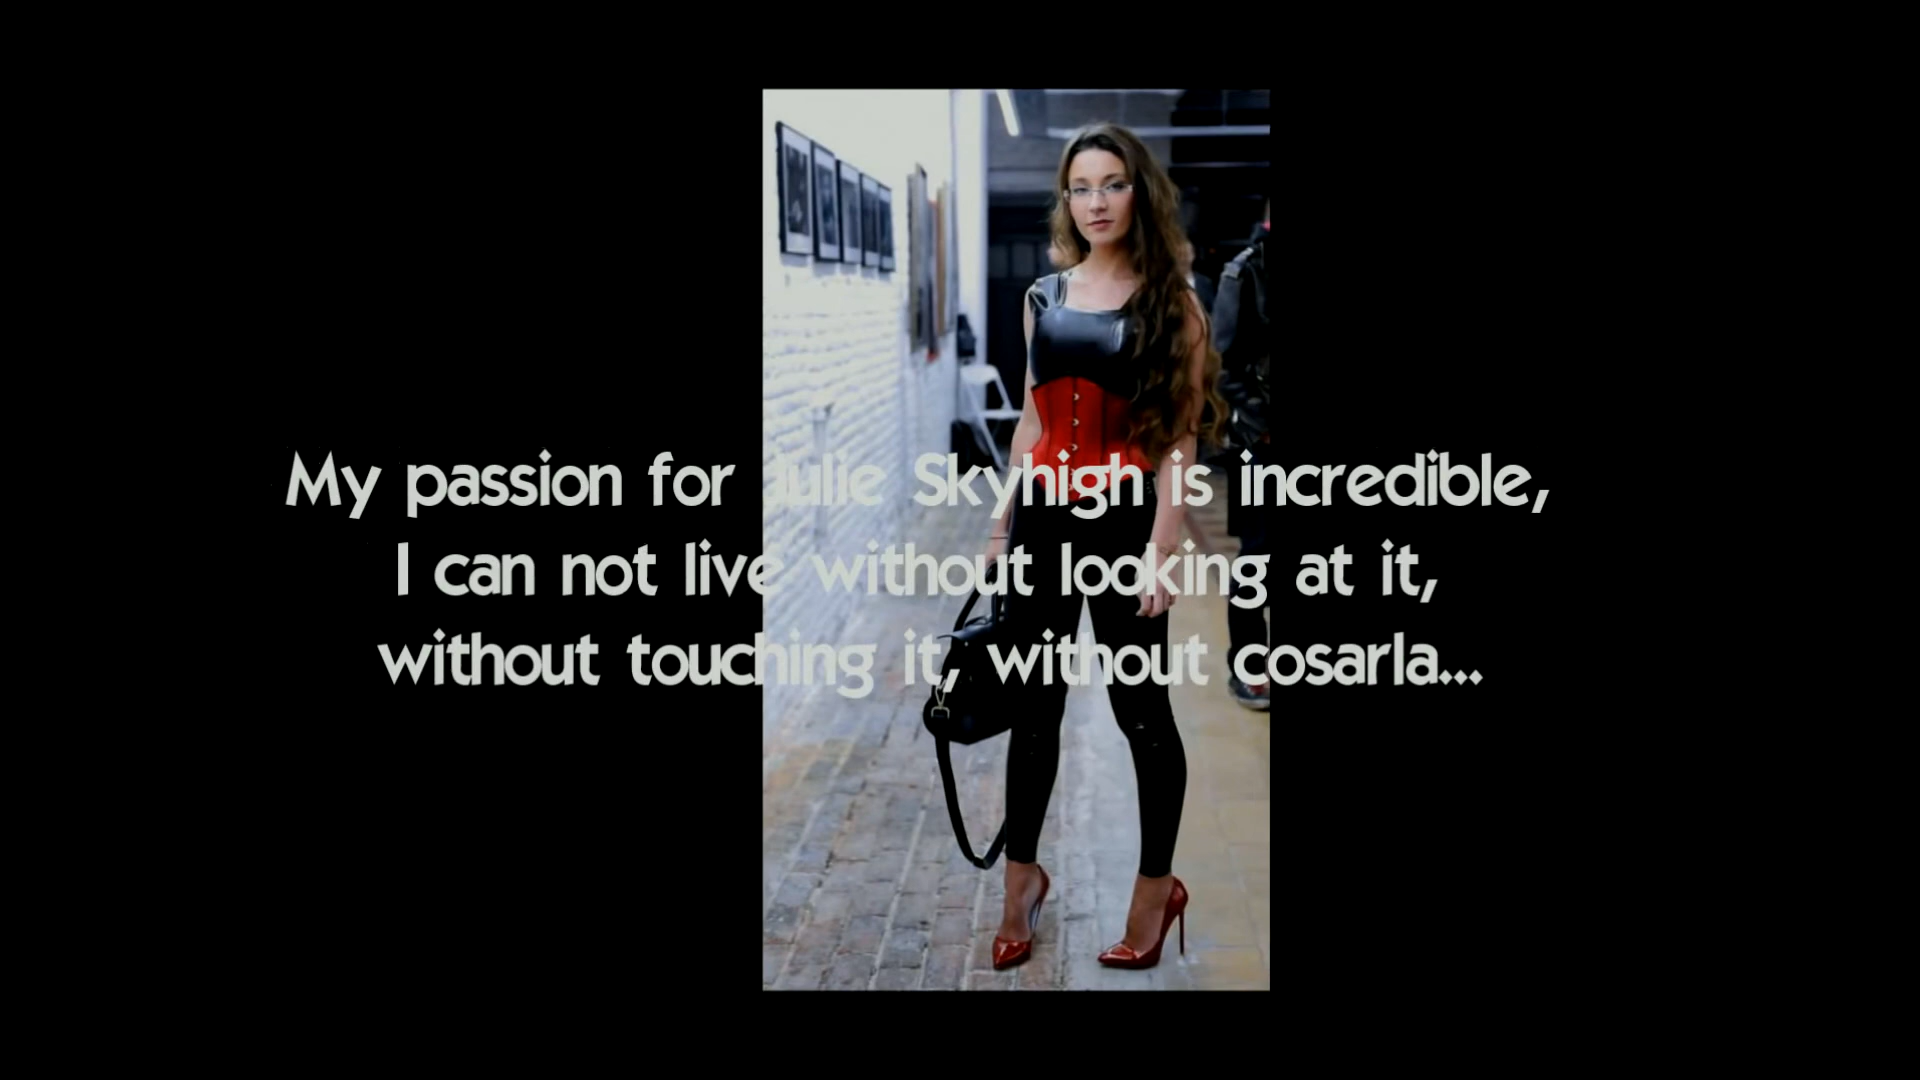 My passion for Julie Skyhigh is incredible,
I can not live without looking at it,
without touching it, without cosarla...